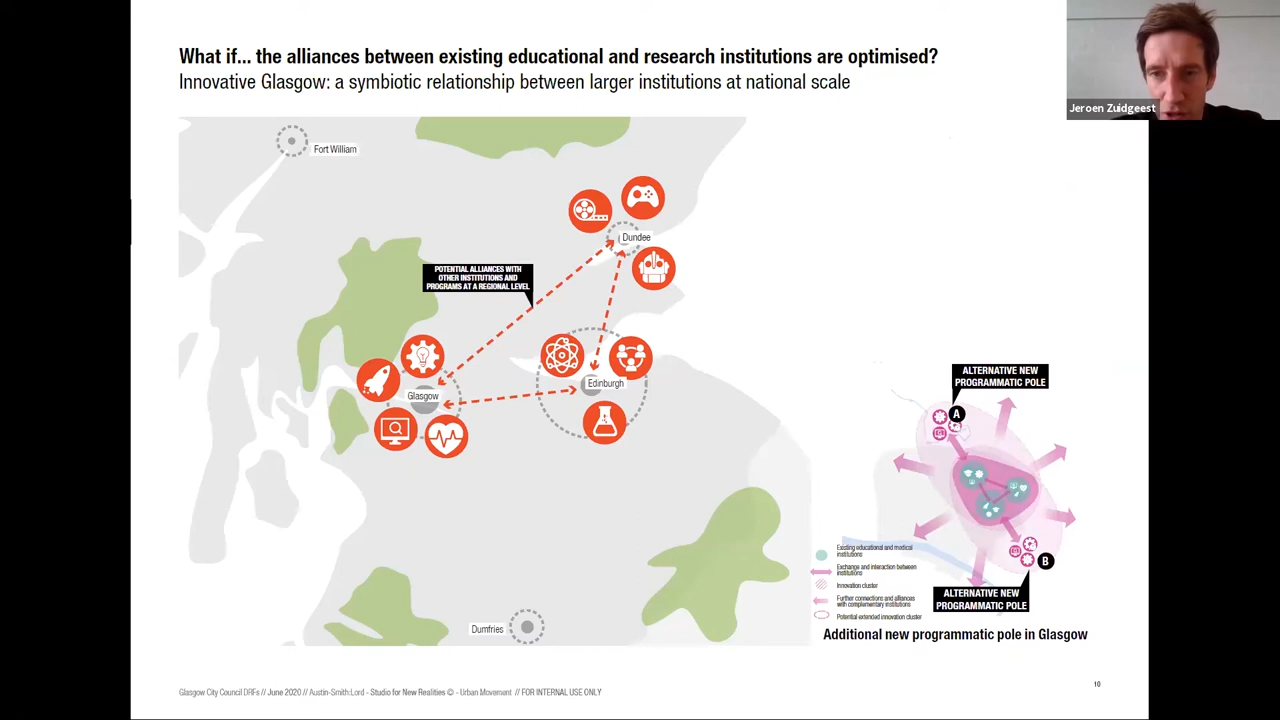 What if... the alliances between existing educational and research institutions are optimised?
Innovative Glasgow: a symbiotic relationship between larger institutions at national scale
Jeroen Zuidgeest
Fort William
Dundee
POTENTIAL ALLIANCES WITH
OTHER INSTITUTIONS AND
PROGRAMS AT A REGIONAL LEVEL
Glasgow
Edinburgh
Dumfries
ALTERNATIVE NEW
PROGRAMMATIC POLE
A
B
ALTERNATIVE NEW
PROGRAMMATIC POLE
Existing educational and medical
institutions
Exchange and interaction between
institutions
Innovation cluster
Further connections and alliances
with complementary institutions
Potential extended innovation cluster
Additional new programmatic pole in Glasgow
Glasgow City Council DRFs // June 2020 // Austin-Smith:Lord - Studio for New Realities © - Urban Movement // FOR INTERNAL USE ONLY
10